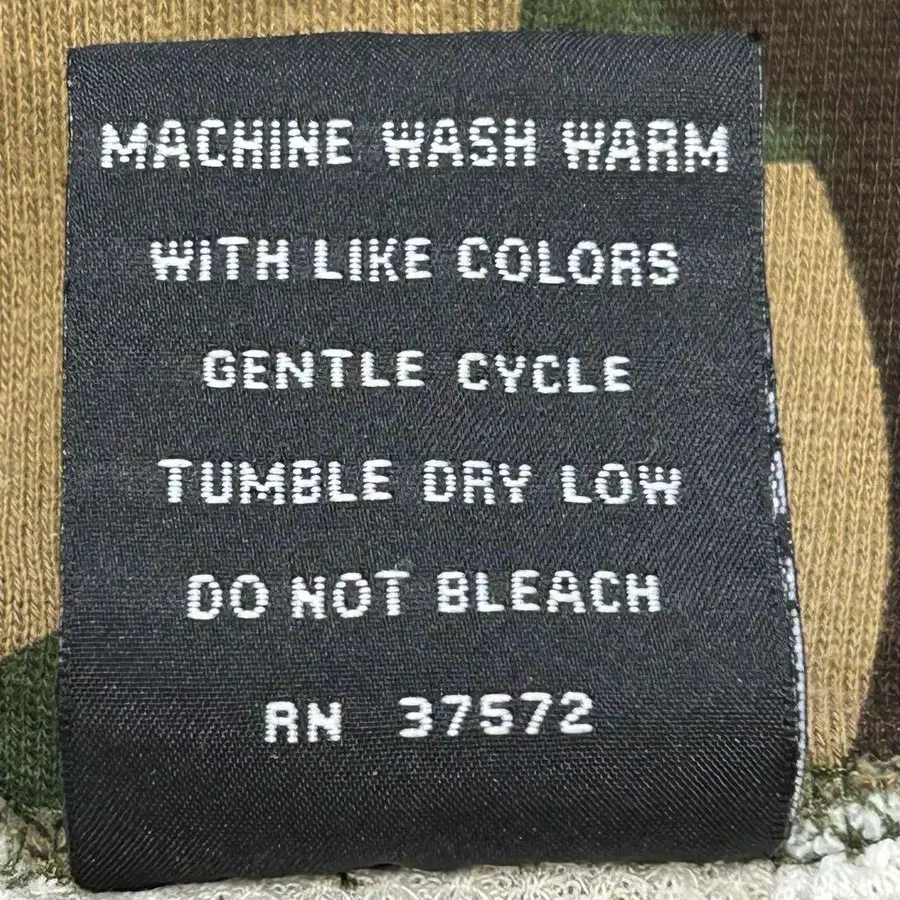 MACHINE WASH WARM
WITH LIKE COLORS
GENTLE CYCLE
TUMBLE DRY LOW
DO NOT BLEACH
RN 37572